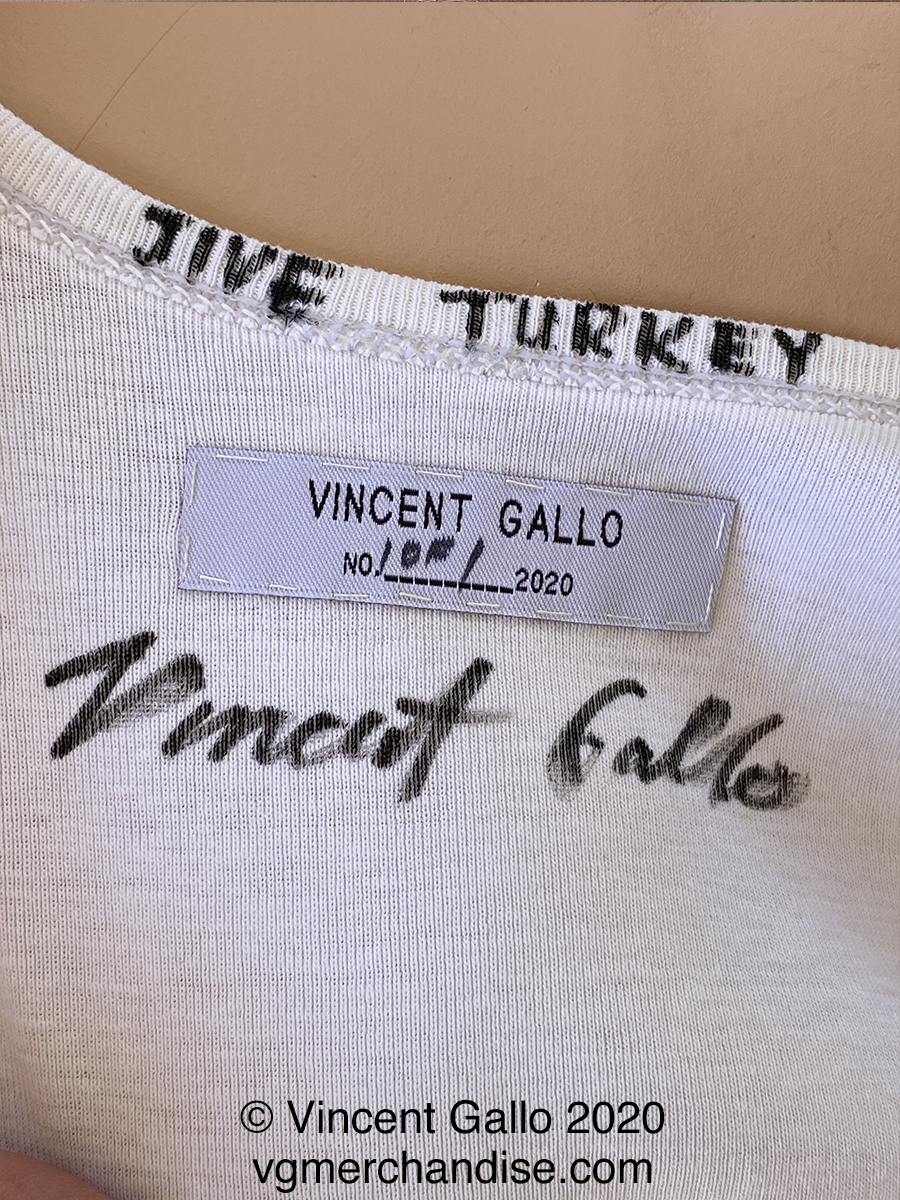 JIVE TURKEY
VINCENT GALLO
NO. 1 OF 1 2020
Vincent Gallo
© Vincent Gallo 2020
vgmerchandise.com